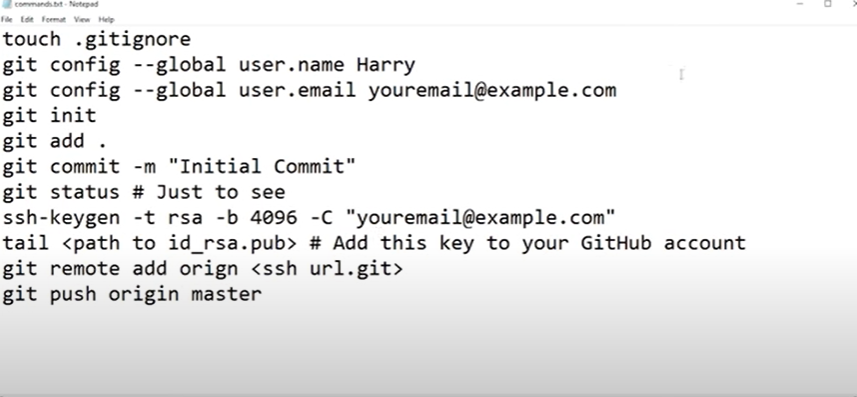 commands.txt - Notepad
File Edit Format View Help
touch .gitignore
git config --global user.name Harry
git config --global user.email youremail@example.com
git init
git add .
git commit -m "Initial Commit"
git status # Just to see
ssh-keygen -t rsa -b 4096 -C "youremail@example.com"
tail <path to id_rsa.pub> # Add this key to your GitHub account
git remote add orign <ssh url.git>
git push origin master